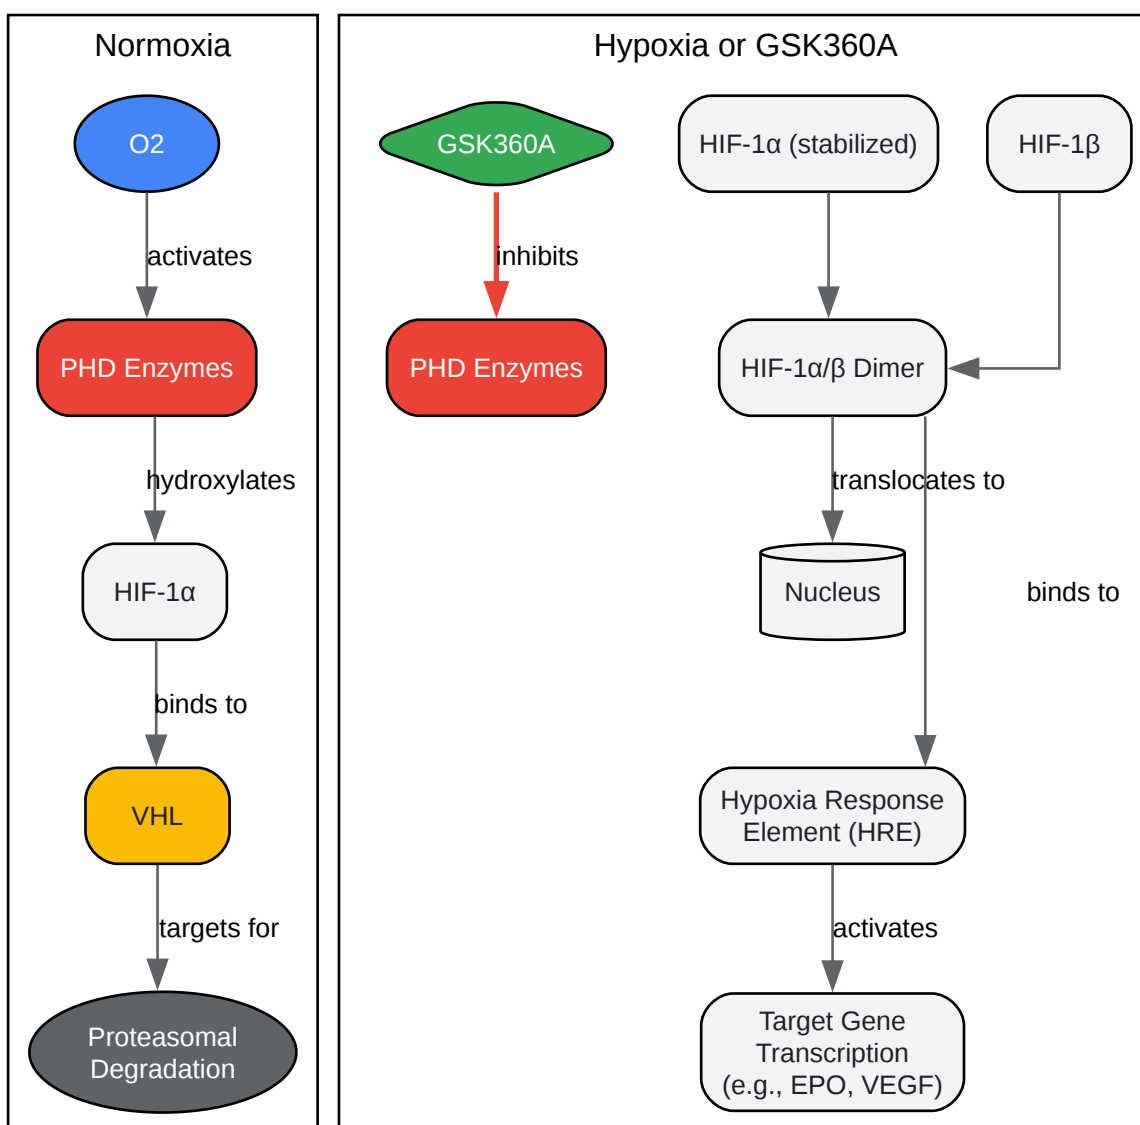 Normoxia
O2
activates
PHD Enzymes
hydroxylates
HIF-1α
binds to
VHL
targets for
Proteasomal
Degradation
Hypoxia or GSK360A
GSK360A
inhibits
PHD Enzymes
HIF-1α (stabilized)
HIF-1β
HIF-1α/β Dimer
translocates to
Nucleus
binds to
Hypoxia Response
Element (HRE)
activates
Target Gene
Transcription
(e.g., EPO, VEGF)